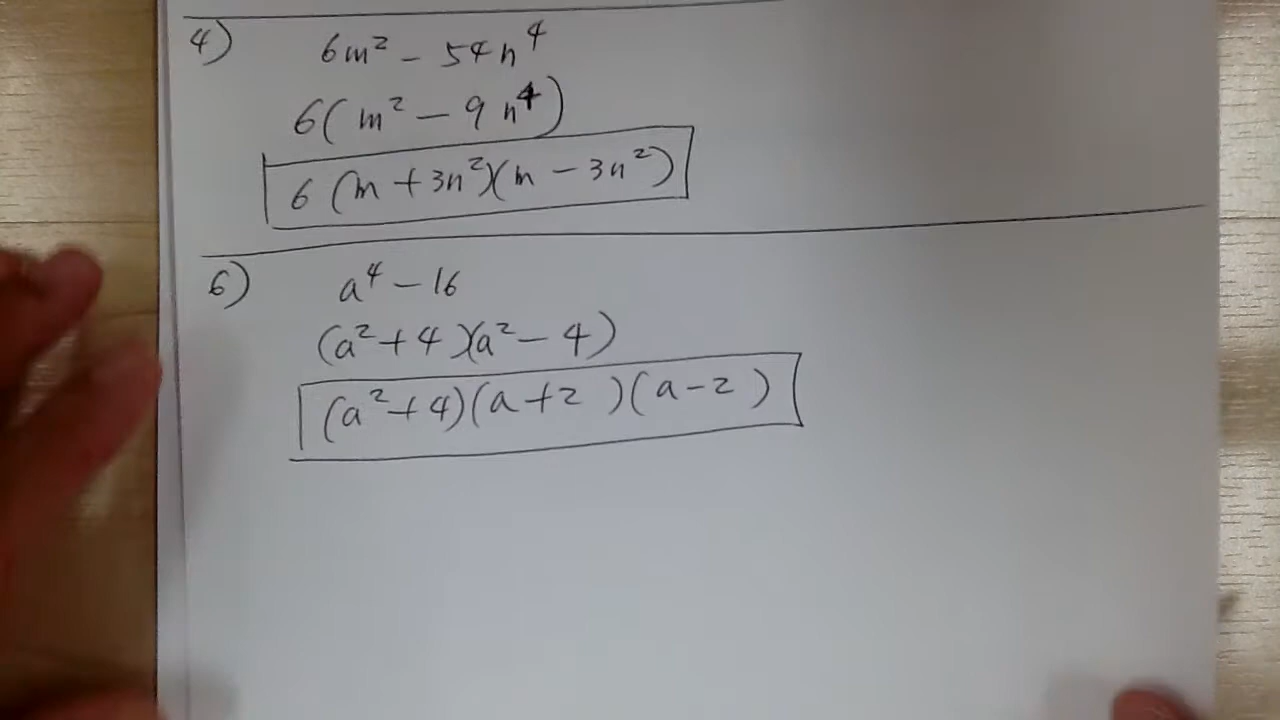 4) 6m² - 54n⁴
6(m² - 9n⁴)
6(m + 3n²)(m - 3n²)
6) a⁴ - 16
(a² + 4)(a² - 4)
(a² + 4)(a + 2)(a - 2)